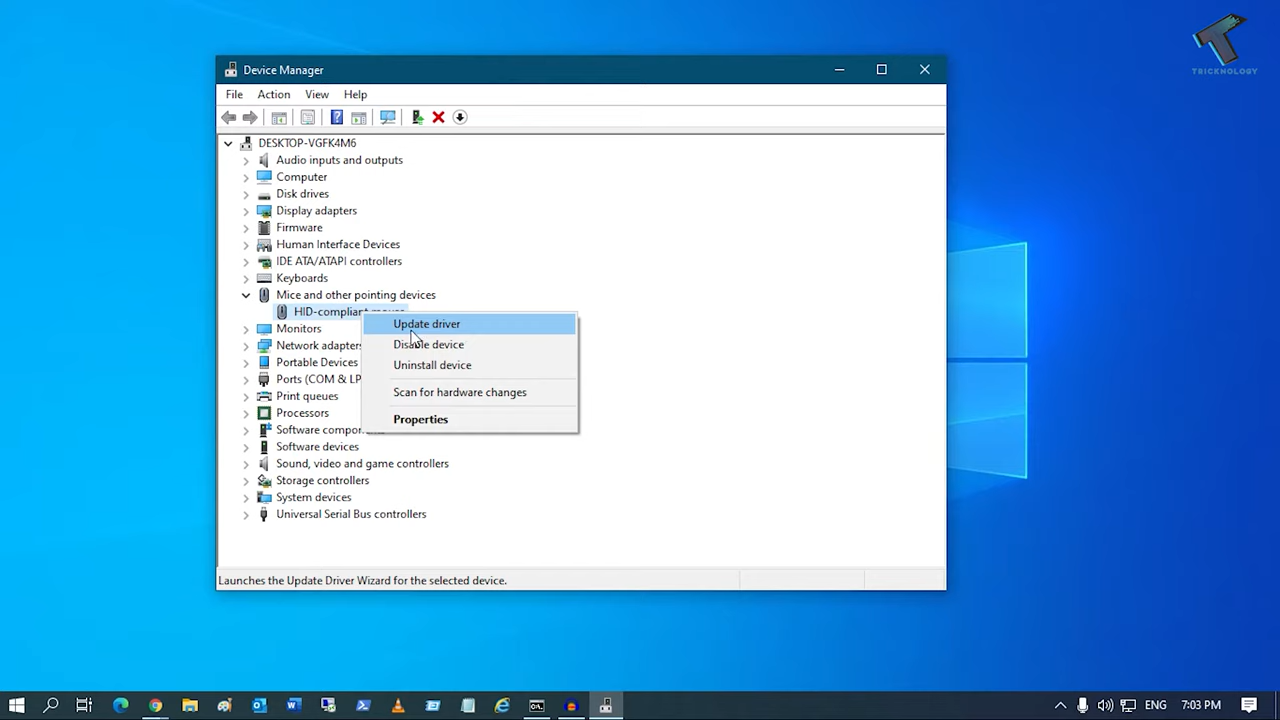 TRICKNOLOGY
Device Manager
File Action View Help
DESKTOP-VGFK4M6
Audio inputs and outputs
Computer
Disk drives
Display adapters
Firmware
Human Interface Devices
IDE ATA/ATAPI controllers
Keyboards
Mice and other pointing devices
HID-compliant
Update driver
Monitors
Disable device
Network adapters
Portable Devices
Uninstall device
Ports (COM & LP
Print queues
Scan for hardware changes
Processors
Properties
Software
Software devices
Sound, video and game controllers
Storage controllers
System devices
Universal Serial Bus controllers
Launches the Update Driver Wizard for the selected device.
ENG 7:03 PM